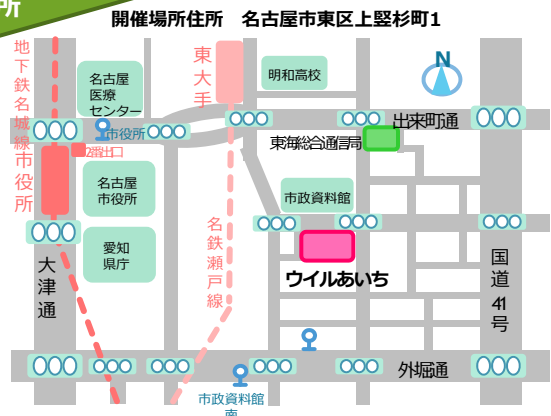 所
開催場所住所 名古屋市東区上竪杉町1
地下鉄名城線
市役所
名古屋
医療
センター
東大手
明和高校
N
市役所
出来町通
東海総合通信局
2番出口
名古屋
市役所
市政資料館
名鉄瀬戸線
愛知
県庁
大津通
ウイルあいち
国道41号
外堀通
市政資料館
南